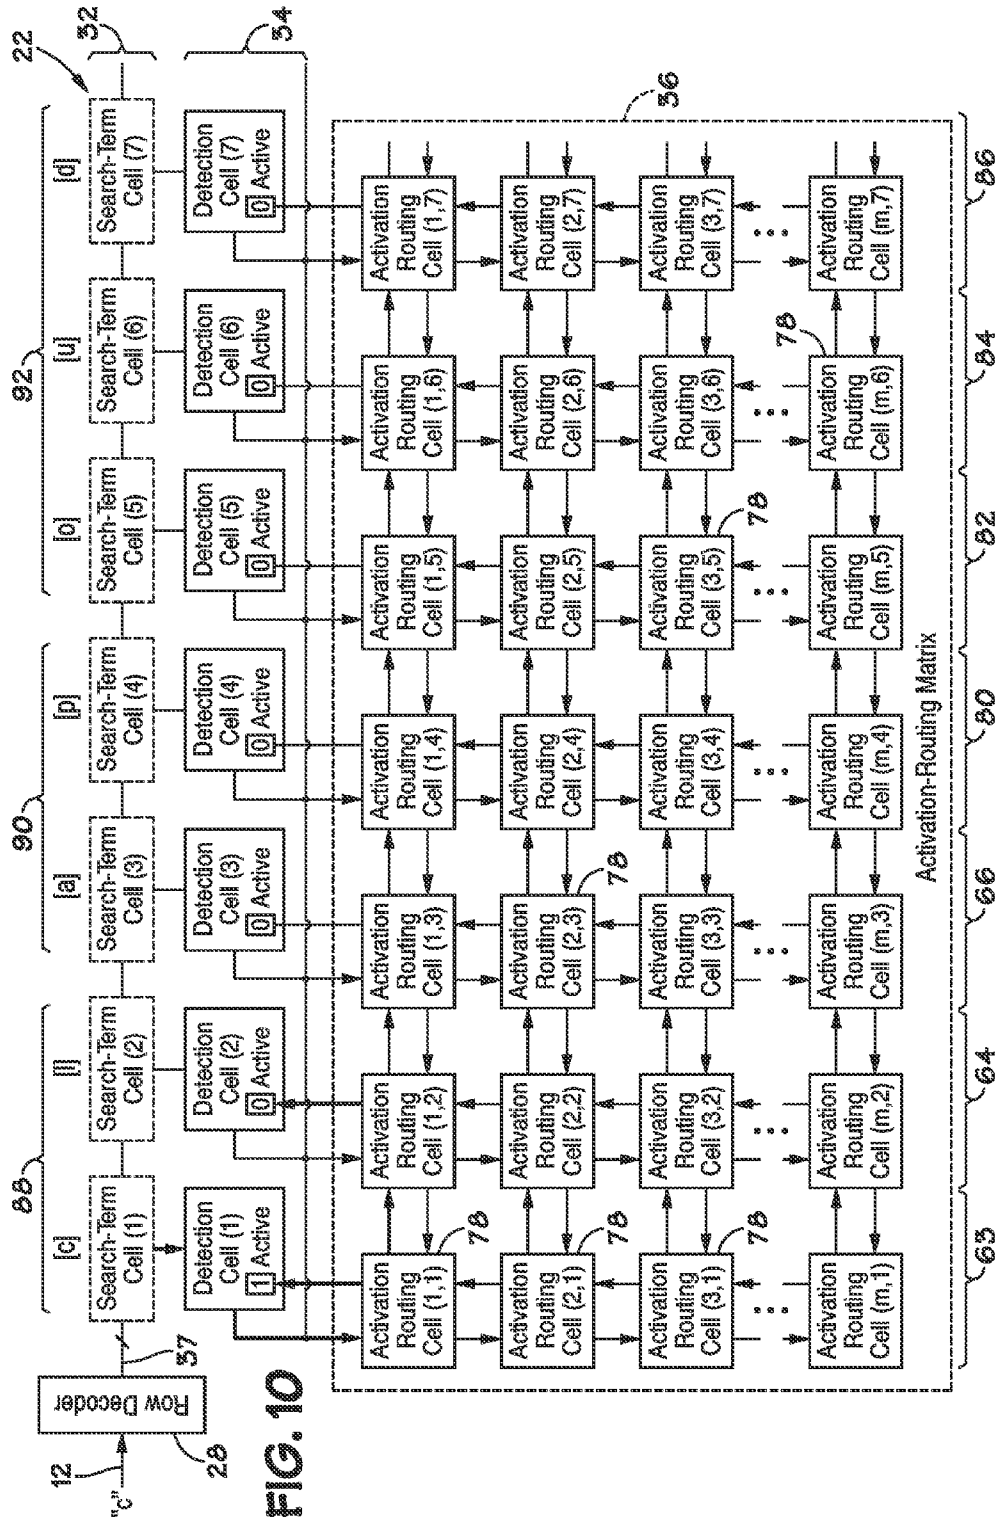 88
90
92
22
[c]
[l]
[a]
[p]
[o]
[u]
[d]
12
"c"
Row Decoder
28
37
Search-Term
Cell (1)
Search-Term
Cell (2)
Search-Term
Cell (3)
Search-Term
Cell (4)
Search-Term
Cell (5)
Search-Term
Cell (6)
Search-Term
Cell (7)
32
Detection
Cell (1)
1 Active
Detection
Cell (2)
0 Active
Detection
Cell (3)
0 Active
Detection
Cell (4)
0 Active
Detection
Cell (5)
0 Active
Detection
Cell (6)
0 Active
Detection
Cell (7)
0 Active
34
FIG. 10
36
Activation
Routing
Cell (1,1)
78
Activation
Routing
Cell (1,2)
Activation
Routing
Cell (1,3)
Activation
Routing
Cell (1,4)
Activation
Routing
Cell (1,5)
Activation
Routing
Cell (1,6)
Activation
Routing
Cell (1,7)
Activation
Routing
Cell (2,1)
78
Activation
Routing
Cell (2,2)
Activation
Routing
Cell (2,3)
78
Activation
Routing
Cell (2,4)
Activation
Routing
Cell (2,5)
Activation
Routing
Cell (2,6)
Activation
Routing
Cell (2,7)
Activation
Routing
Cell (3,1)
78
Activation
Routing
Cell (3,2)
Activation
Routing
Cell (3,3)
Activation
Routing
Cell (3,4)
Activation
Routing
Cell (3,5)
78
Activation
Routing
Cell (3,6)
Activation
Routing
Cell (3,7)
Activation
Routing
Cell (m,1)
Activation
Routing
Cell (m,2)
Activation
Routing
Cell (m,3)
Activation
Routing
Cell (m,4)
Activation
Routing
Cell (m,5)
78
Activation
Routing
Cell (m,6)
Activation
Routing
Cell (m,7)
Activation-Routing Matrix
63
64
66
80
82
84
86